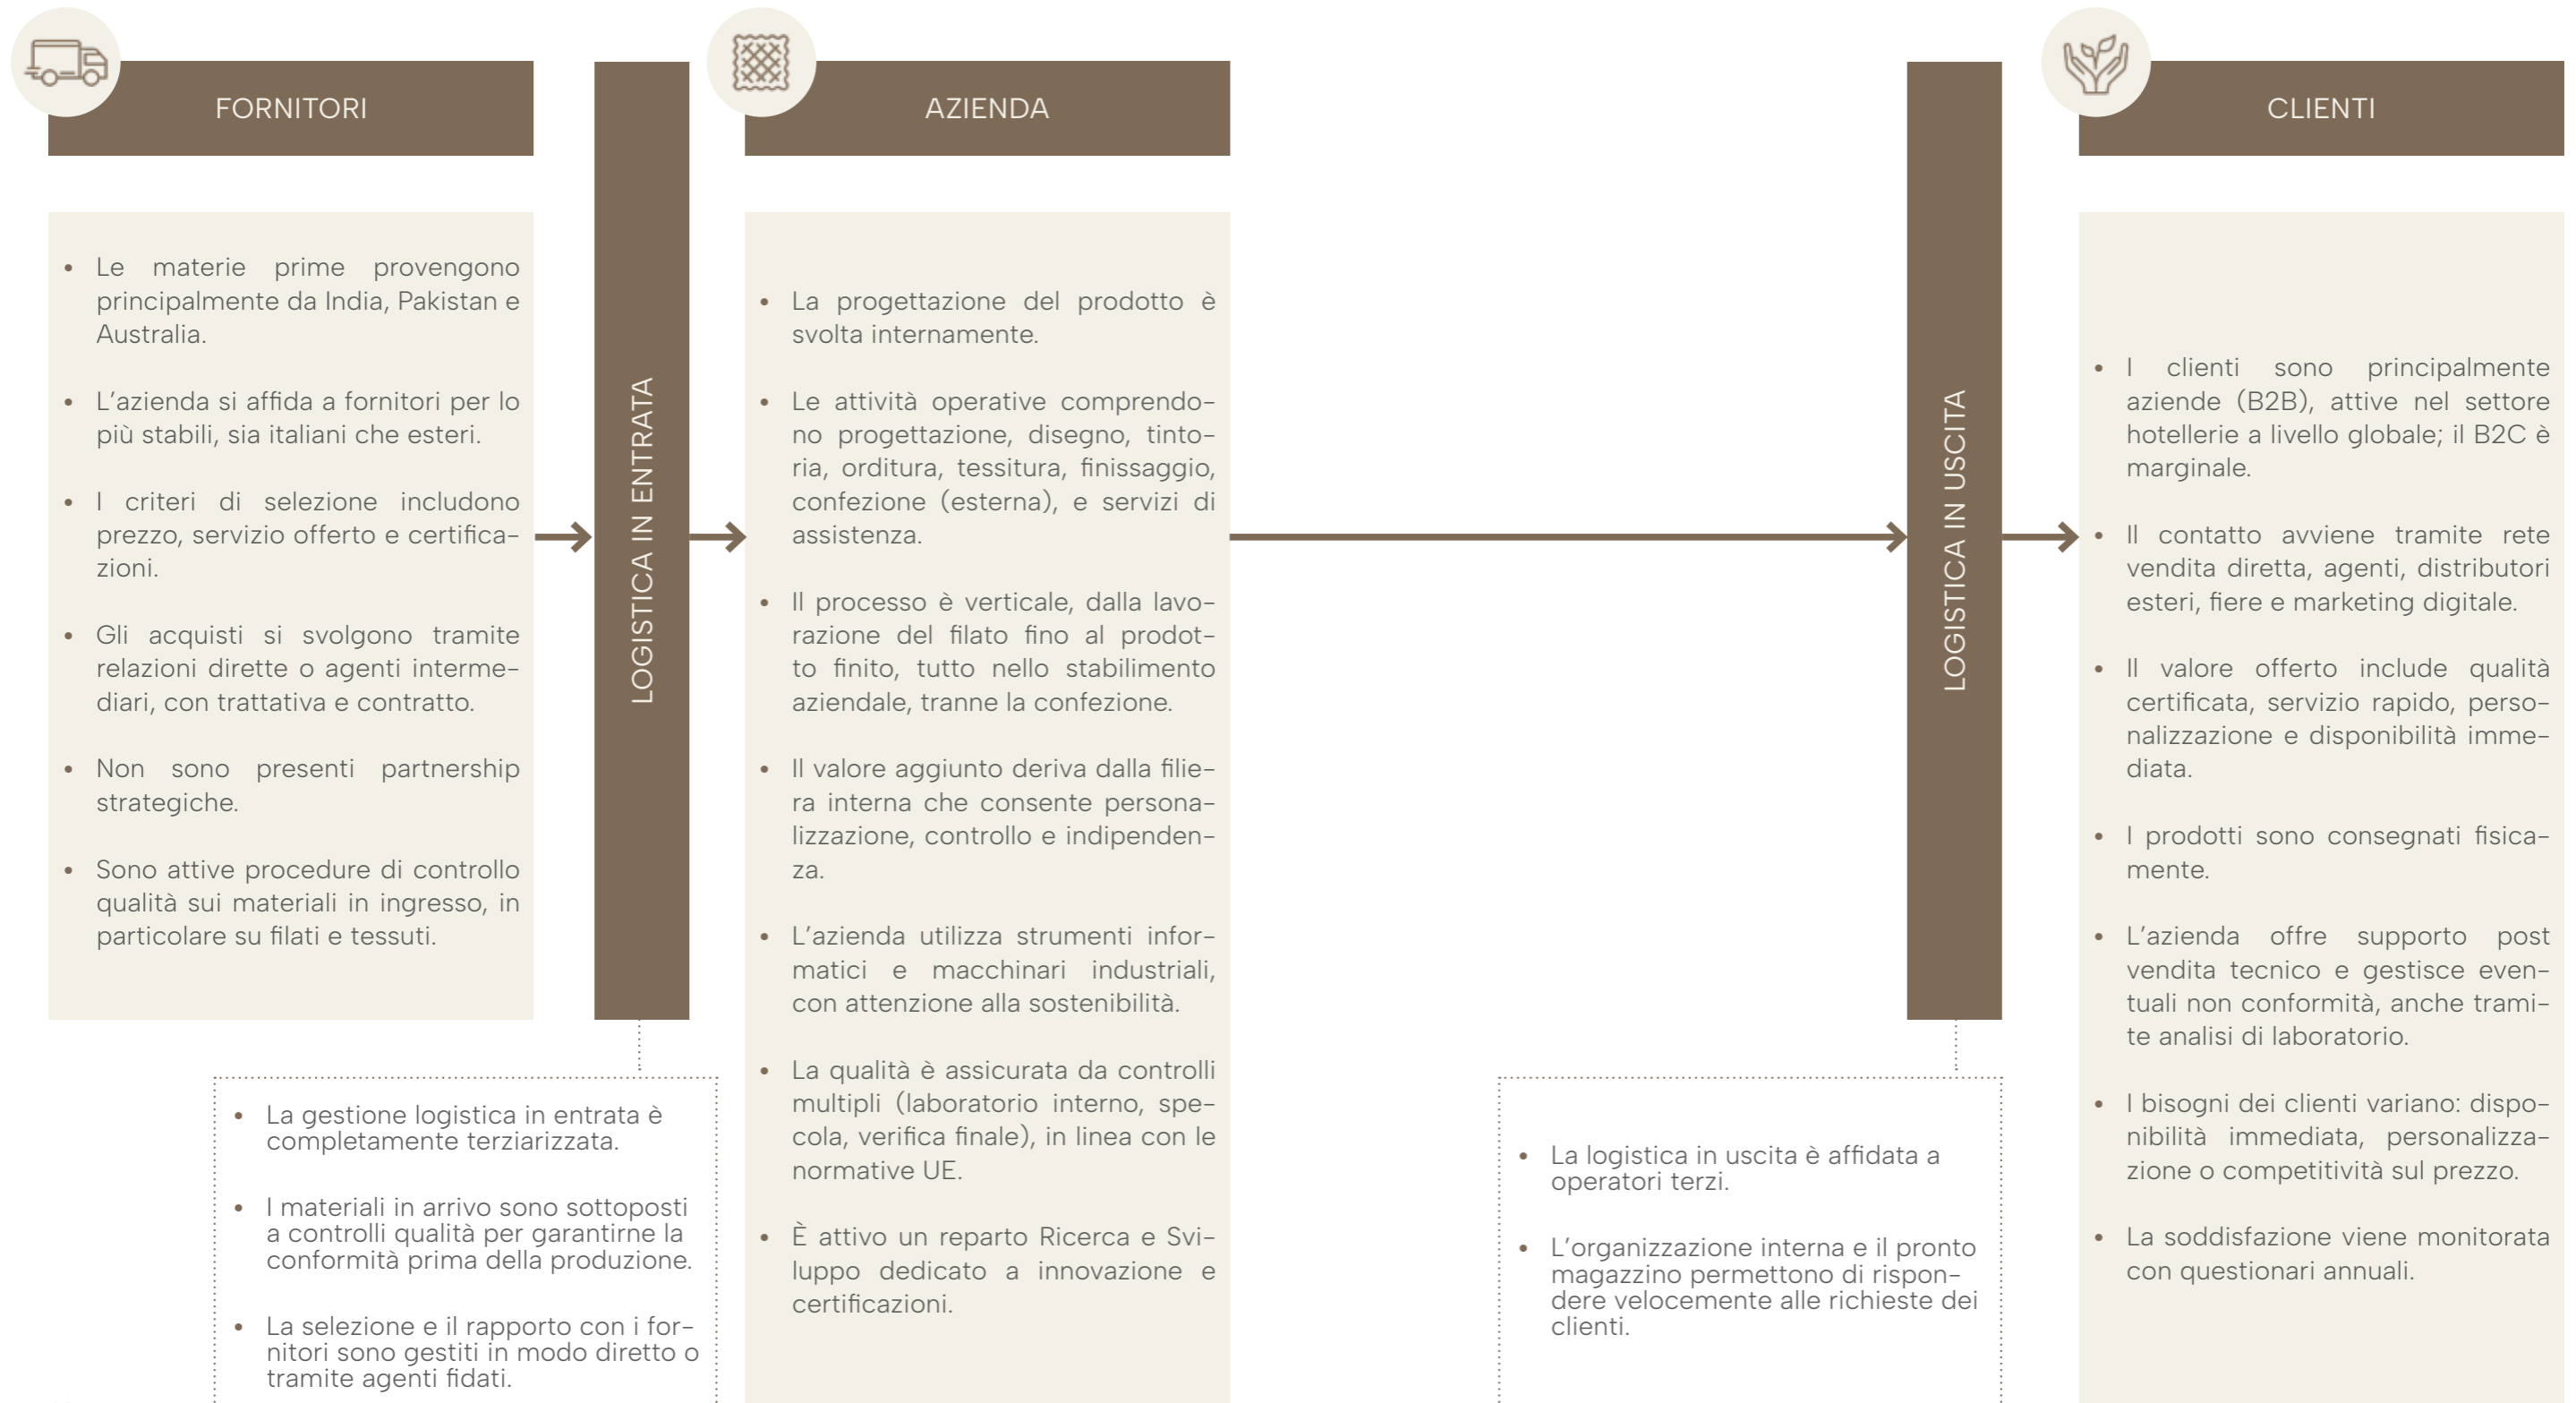 FORNITORI
• Le materie prime provengono
principalmente da India, Pakistan e
Australia.
• L’azienda si affida a fornitori per lo
più stabili, sia italiani che esteri.
• I criteri di selezione includono
prezzo, servizio offerto e certifica-
zioni.
• Gli acquisti si svolgono tramite
relazioni dirette o agenti interme-
diari, con trattativa e contratto.
• Non sono presenti partnership
strategiche.
• Sono attive procedure di controllo
qualità sui materiali in ingresso, in
particolare su filati e tessuti.
LOGISTICA IN ENTRATA
• La gestione logistica in entrata è
completamente terziarizzata.
• I materiali in arrivo sono sottoposti
a controlli qualità per garantirne la
conformità prima della produzione.
• La selezione e il rapporto con i for-
nitori sono gestiti in modo diretto o
tramite agenti fidati.
AZIENDA
• La progettazione del prodotto è
svolta internamente.
• Le attività operative comprendo-
no progettazione, disegno, tinto-
ria, orditura, tessitura, finissaggio,
confezione (esterna), e servizi di
assistenza.
• Il processo è verticale, dalla lavo-
razione del filato fino al prodot-
to finito, tutto nello stabilimento
aziendale, tranne la confezione.
• Il valore aggiunto deriva dalla filie-
ra interna che consente persona-
lizzazione, controllo e indipenden-
za.
• L’azienda utilizza strumenti infor-
matici e macchinari industriali,
con attenzione alla sostenibilità.
• La qualità è assicurata da controlli
multipli (laboratorio interno, spe-
cola, verifica finale), in linea con le
normative UE.
• È attivo un reparto Ricerca e Svi-
luppo dedicato a innovazione e
certificazioni.
LOGISTICA IN USCITA
• La logistica in uscita è affidata a
operatori terzi.
• L’organizzazione interna e il pronto
magazzino permettono di rispon-
dere velocemente alle richieste dei
clienti.
CLIENTI
• I clienti sono principalmente
aziende (B2B), attive nel settore
hotellerie a livello globale; il B2C è
marginale.
• Il contatto avviene tramite rete
vendita diretta, agenti, distributori
esteri, fiere e marketing digitale.
• Il valore offerto include qualità
certificata, servizio rapido, perso-
nalizzazione e disponibilità imme-
diata.
• I prodotti sono consegnati fisica-
mente.
• L’azienda offre supporto post
vendita tecnico e gestisce even-
tuali non conformità, anche trami-
te analisi di laboratorio.
• I bisogni dei clienti variano: dispo-
nibilità immediata, personalizza-
zione o competitività sul prezzo.
• La soddisfazione viene monitorata
con questionari annuali.